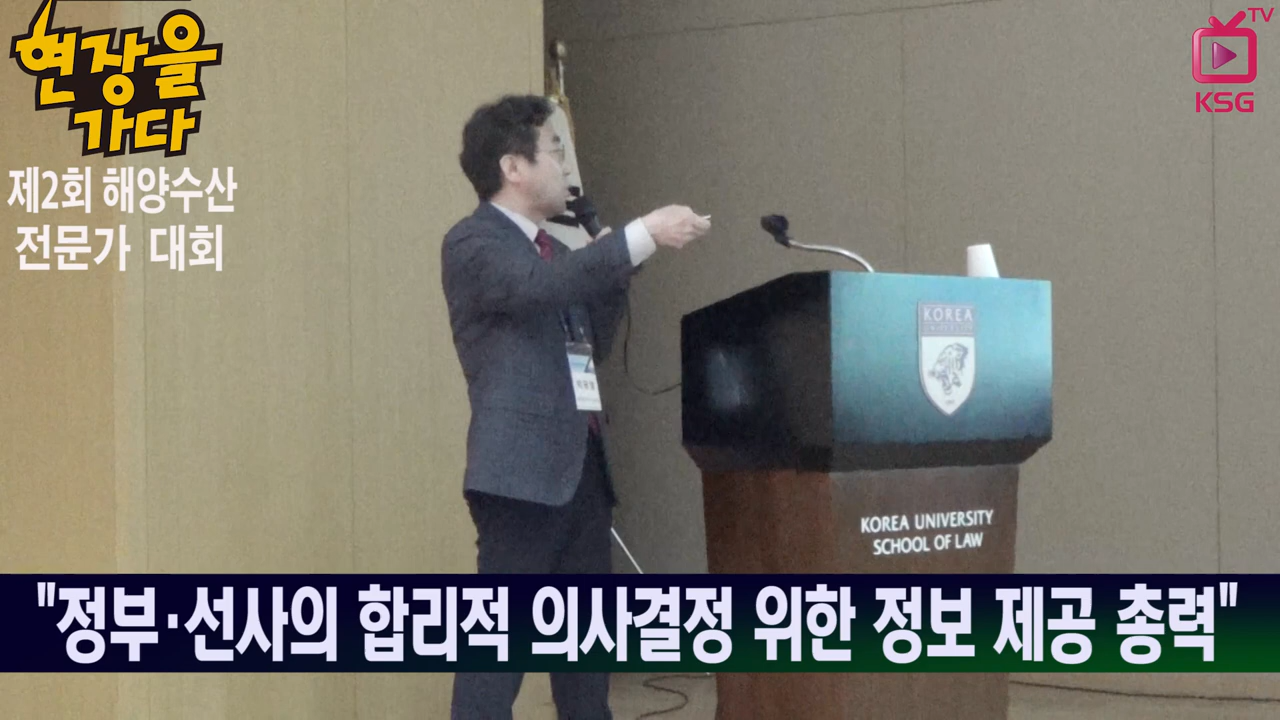 현장을
가다
제2회 해양수산
전문가 대회
TV
KSG
KOREA
KOREA UNIVERSITY
SCHOOL OF LAW
"정부·선사의 합리적 의사결정 위한 정보 제공 총력"